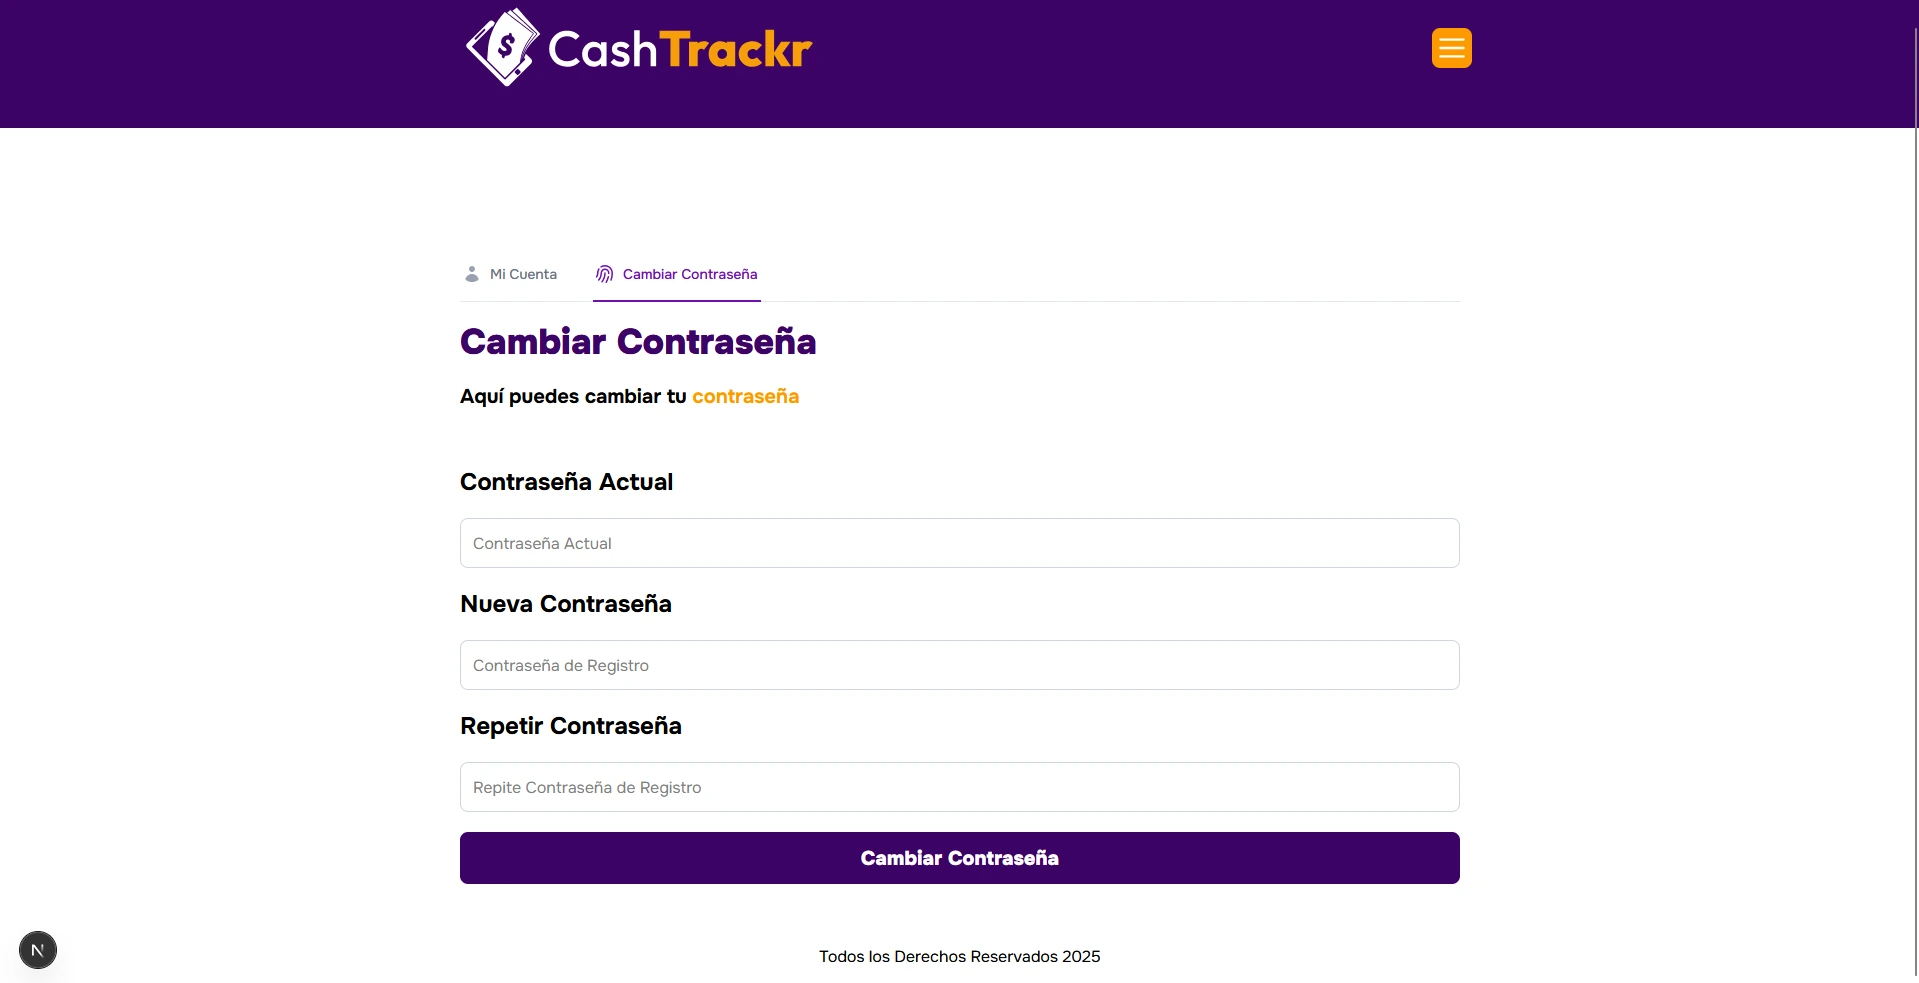 CashTrackr
Mi Cuenta
Cambiar Contraseña
Cambiar Contraseña
Aquí puedes cambiar tu contraseña
Contraseña Actual
Contraseña Actual
Nueva Contraseña
Contraseña de Registro
Repetir Contraseña
Repite Contraseña de Registro
Cambiar Contraseña
N
Todos los Derechos Reservados 2025